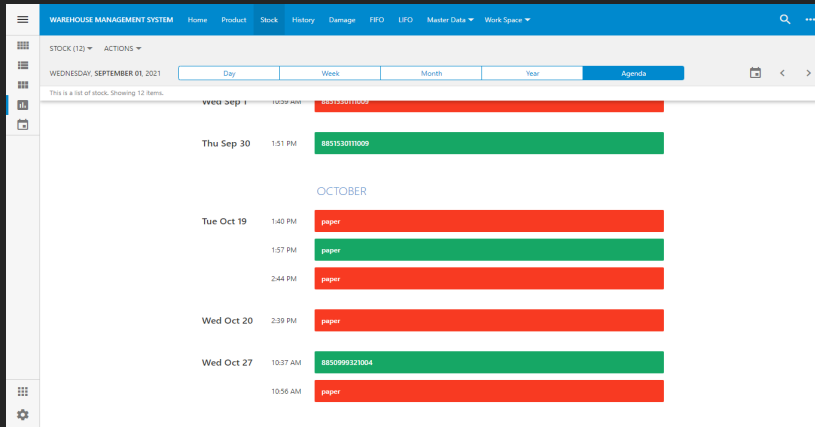 WAREHOUSE MANAGEMENT SYSTEM Home Product Stock History Damage FIFO LIFO Master Data Work Space
STOCK (12) ACTIONS
WEDNESDAY, SEPTEMBER 01, 2021 Day Week Month Year Agenda
This is a list of stock. Showing 12 items.
Wed Sep 1 10:59 AM 8851530111009
Thu Sep 30 1:51 PM 8851530111009
OCTOBER
Tue Oct 19 1:40 PM paper
1:57 PM paper
2:44 PM paper
Wed Oct 20 2:39 PM paper
Wed Oct 27 10:37 AM 8850999321004
10:56 AM paper